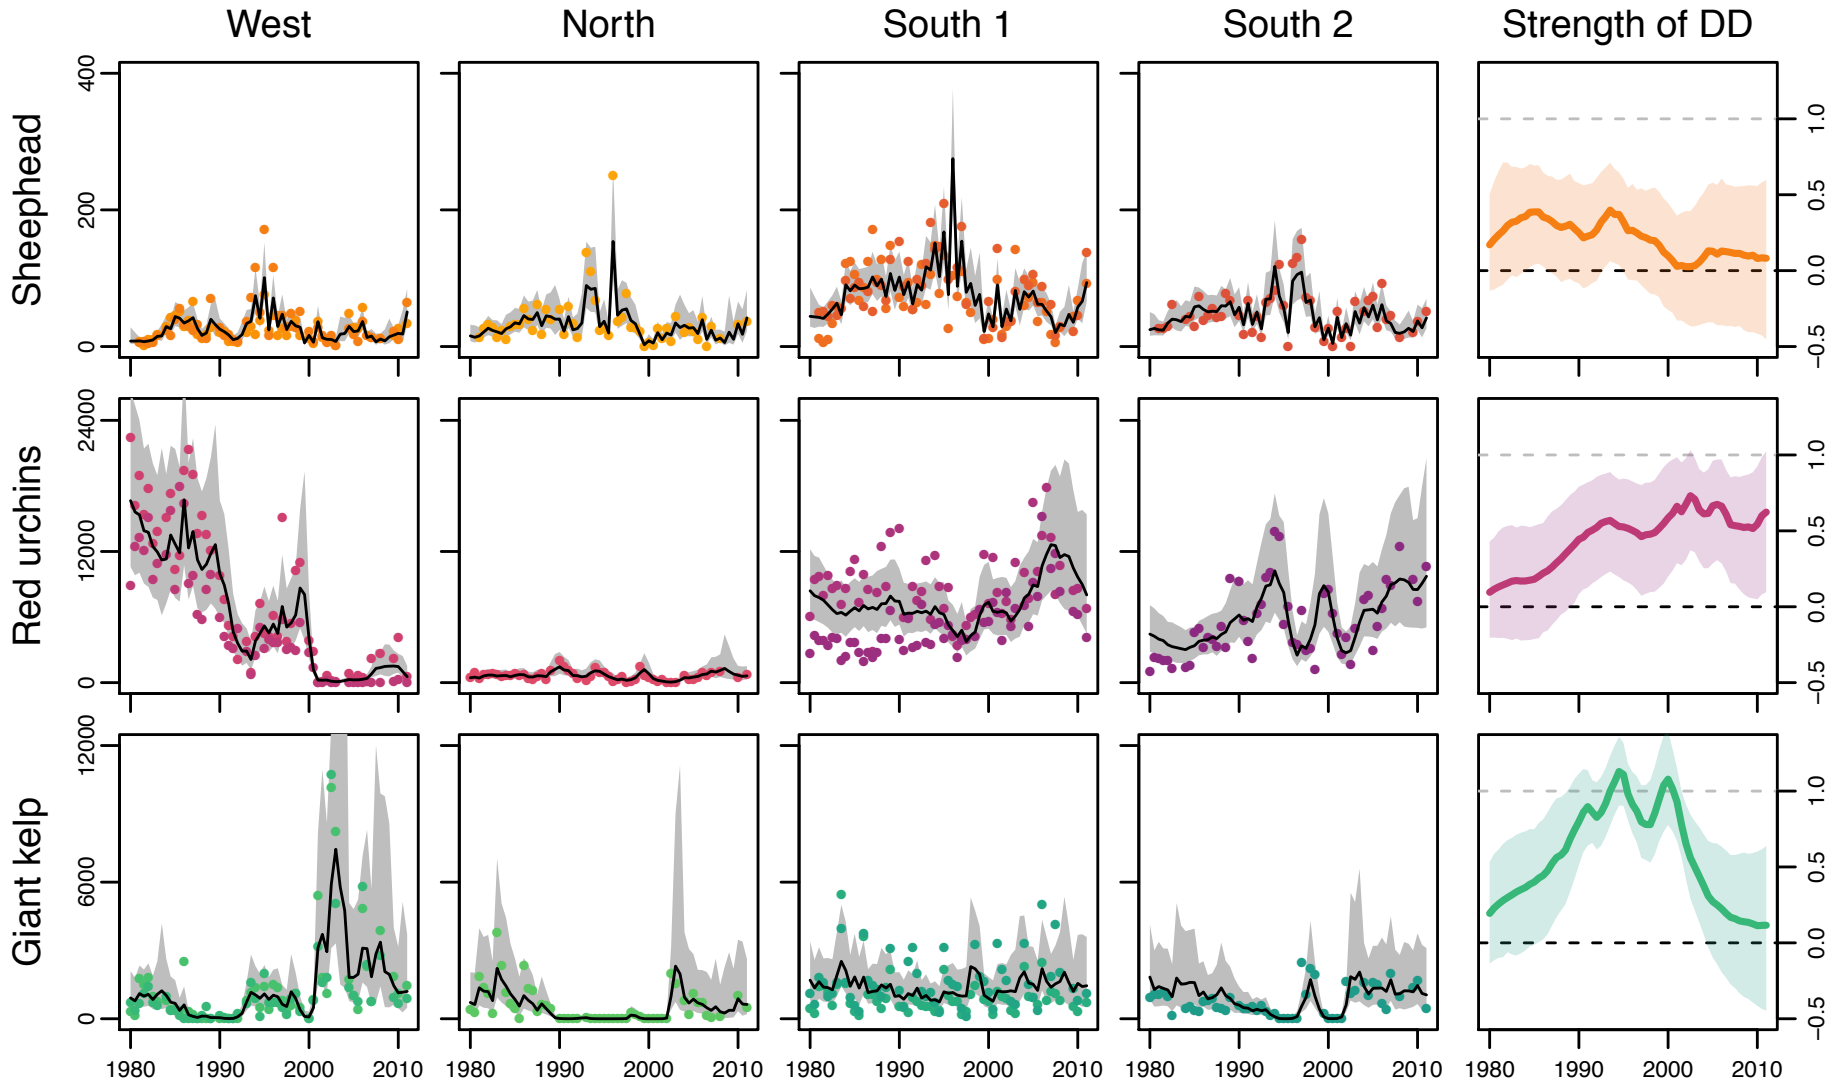 West North South 1 South 2 Strength of DD
Sheephead
0 200 400
−0.5 0.0 0.5 1.0
Red urchins
0 12000 24000
−0.5 0.0 0.5 1.0
Giant kelp
0 6000 12000
−0.5 0.0 0.5 1.0
1980 1990 2000 2010 1980 1990 2000 2010 1980 1990 2000 2010 1980 1990 2000 2010 1980 1990 2000 2010